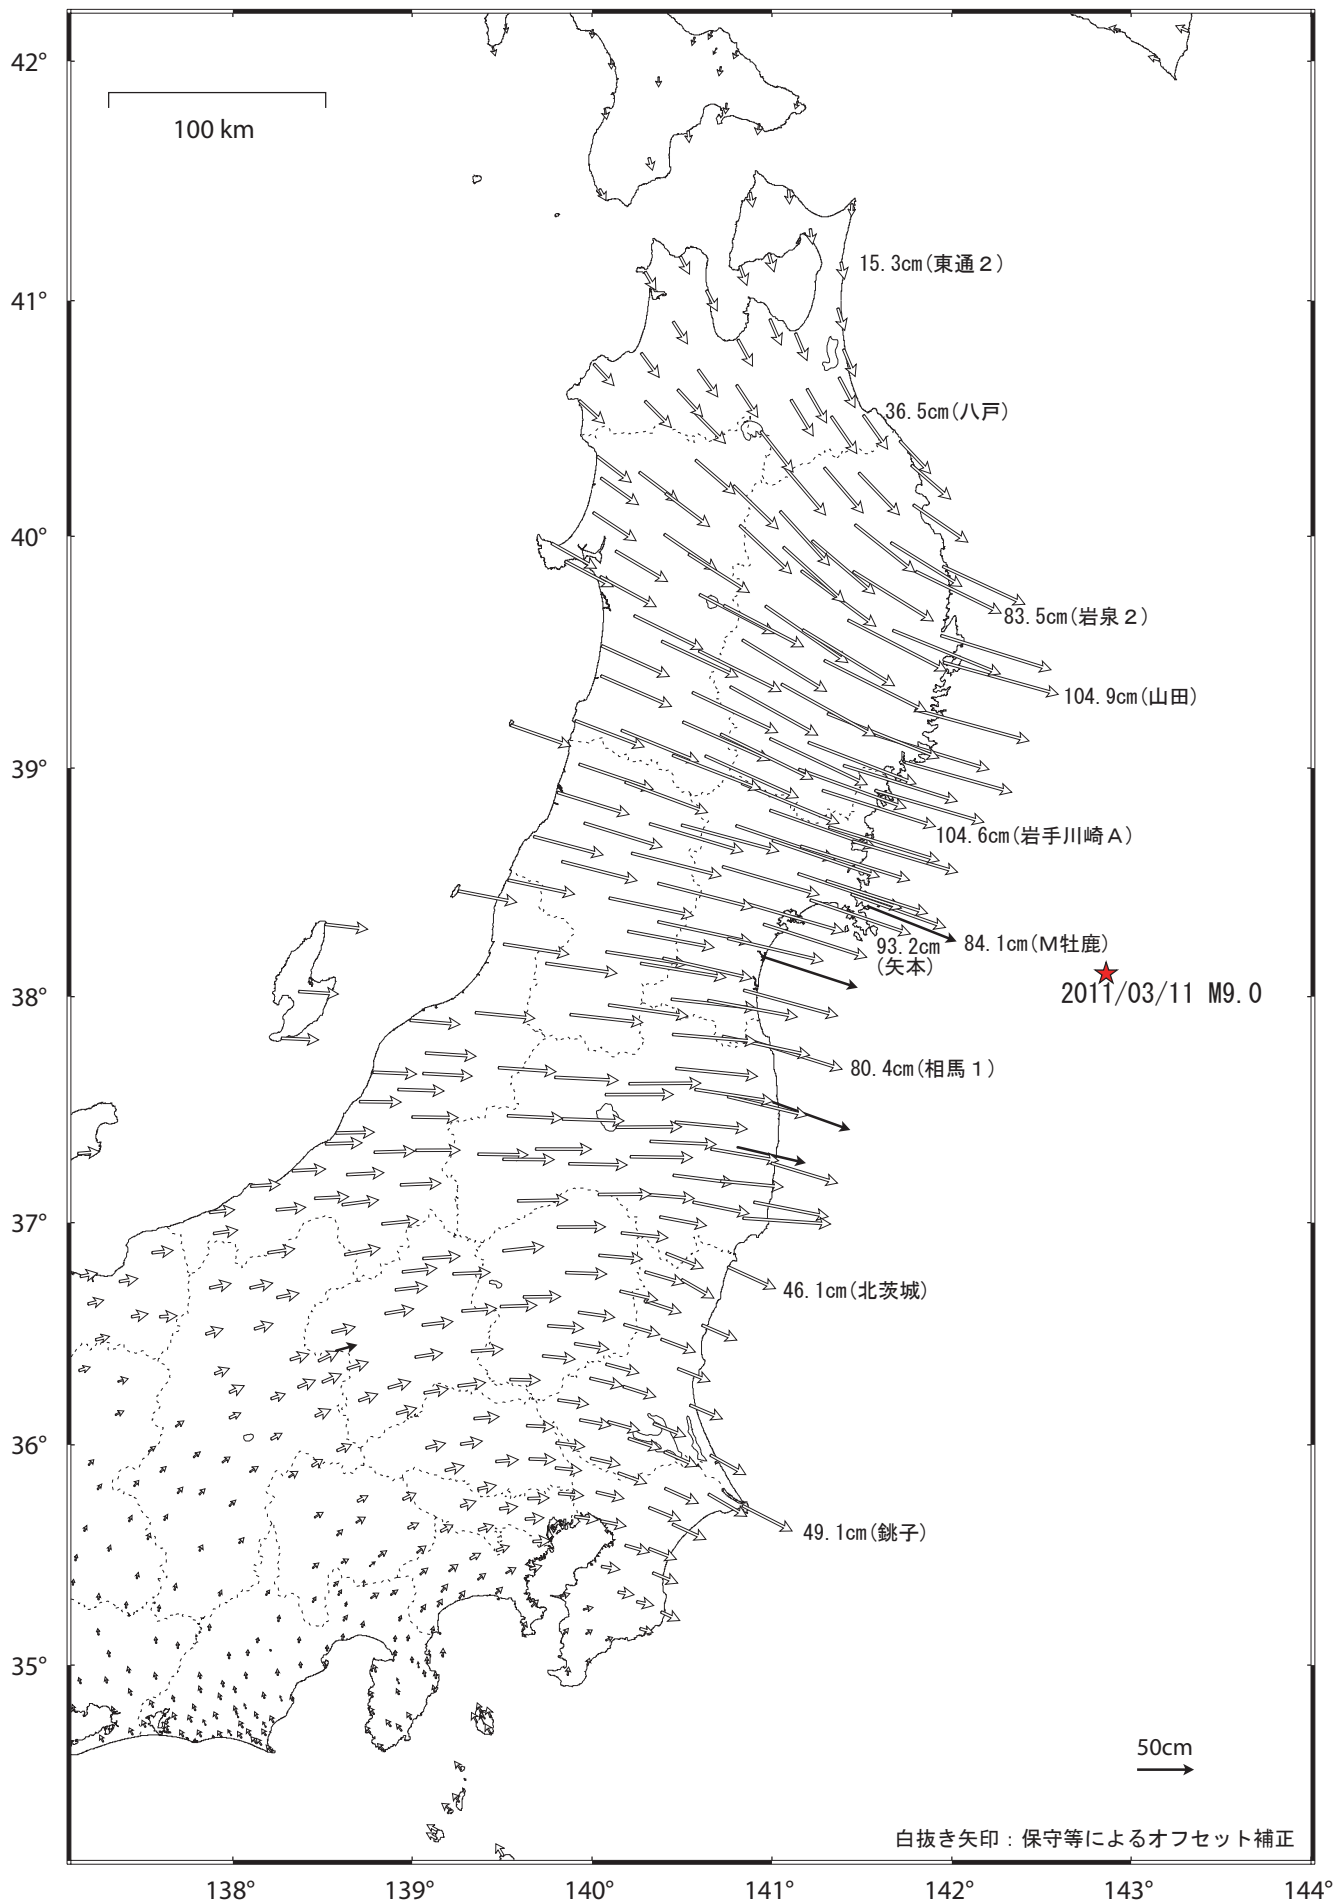 42°
100 km
15.3cm(東通２)
41°
36.5cm(八戸)
40°
83.5cm(岩泉２)
104.9cm(山田)
39°
104.6cm(岩手川崎Ａ)
93.2cm
(矢本)
84.1cm(M牡鹿)
38°
2011/03/11 M9.0
80.4cm(相馬１)
37°
46.1cm(北茨城)
36°
49.1cm(銚子)
35°
50cm
白抜き矢印：保守等によるオフセット補正
138°
139°
140°
141°
142°
143°
144°